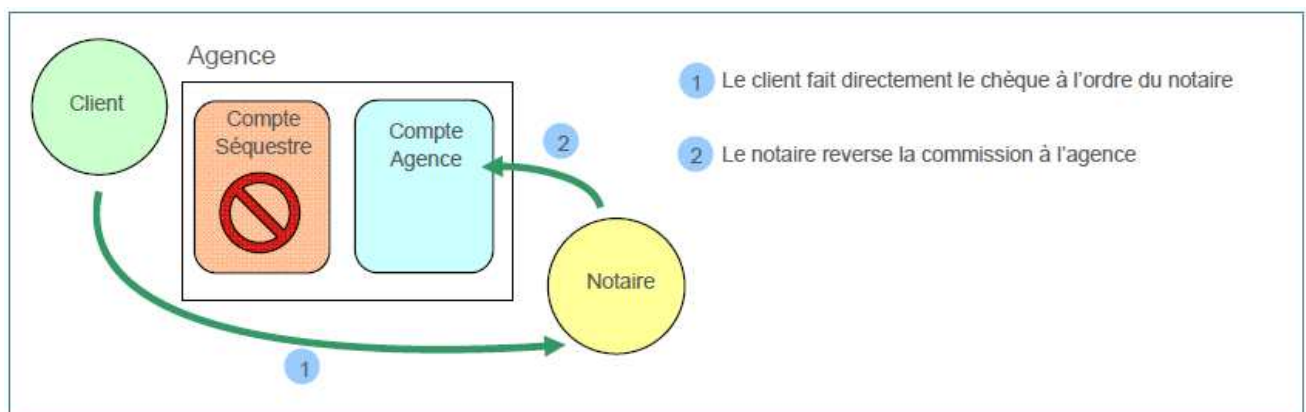 Agence
Client
Compte
Séquestre
Compte
Agence
2
Notaire
1
1 Le client fait directement le chèque à l'ordre du notaire
2 Le notaire reverse la commission à l'agence